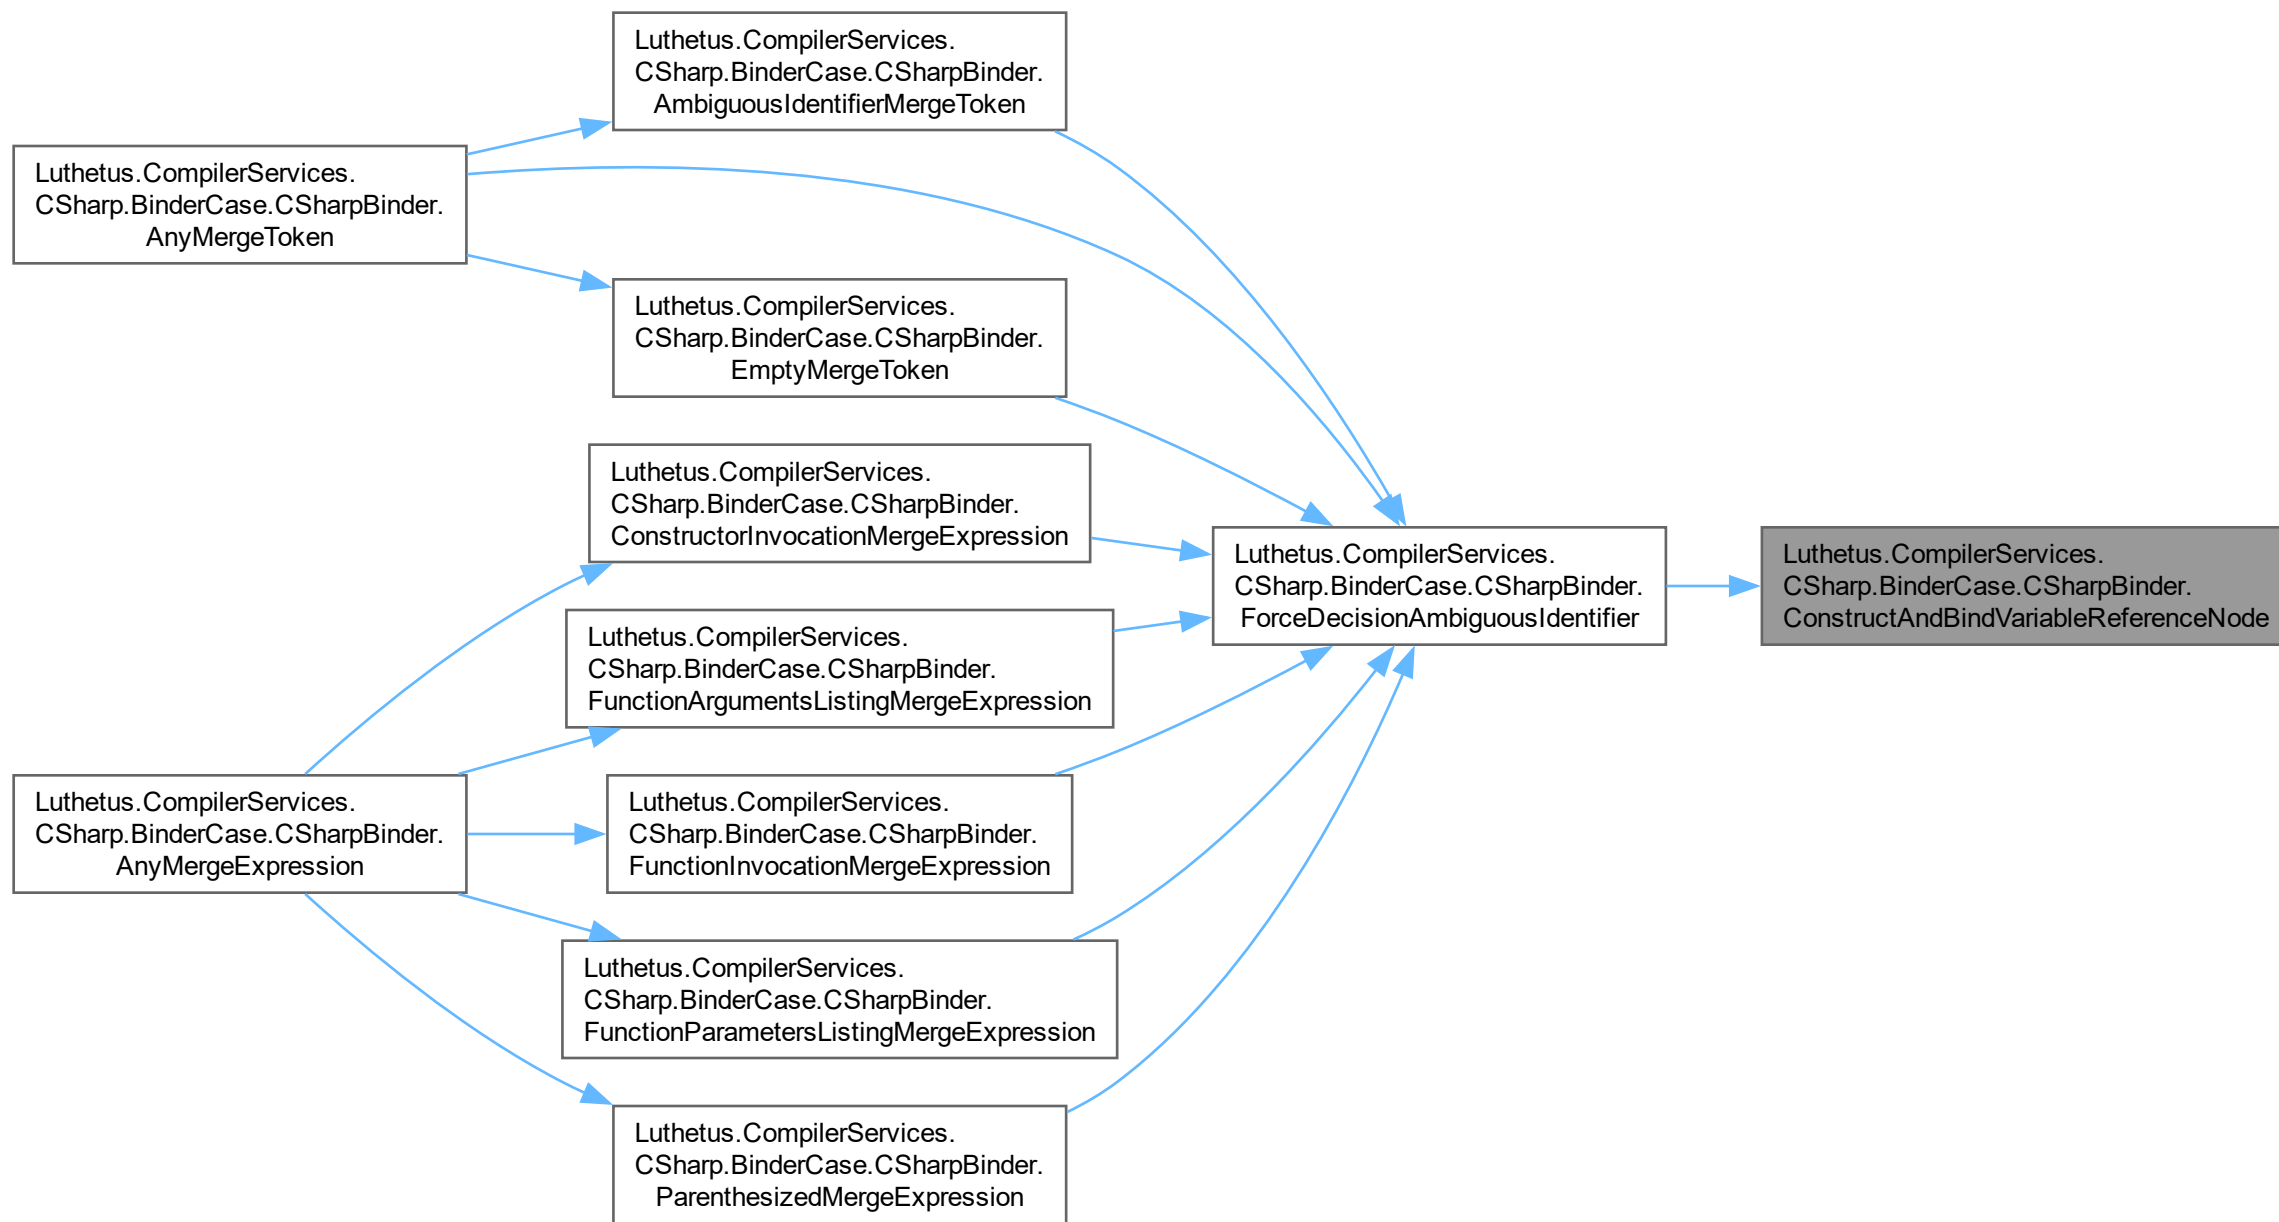 Luthetus.CompilerServices.
CSharp.BinderCase.CSharpBinder.
AmbiguousIdentifierMergeToken
Luthetus.CompilerServices.
CSharp.BinderCase.CSharpBinder.
AnyMergeToken
Luthetus.CompilerServices.
CSharp.BinderCase.CSharpBinder.
EmptyMergeToken
Luthetus.CompilerServices.
CSharp.BinderCase.CSharpBinder.
ConstructorInvocationMergeExpression
Luthetus.CompilerServices.
CSharp.BinderCase.CSharpBinder.
ForceDecisionAmbiguousIdentifier
Luthetus.CompilerServices.
CSharp.BinderCase.CSharpBinder.
ConstructAndBindVariableReferenceNode
Luthetus.CompilerServices.
CSharp.BinderCase.CSharpBinder.
FunctionArgumentsListingMergeExpression
Luthetus.CompilerServices.
CSharp.BinderCase.CSharpBinder.
AnyMergeExpression
Luthetus.CompilerServices.
CSharp.BinderCase.CSharpBinder.
FunctionInvocationMergeExpression
Luthetus.CompilerServices.
CSharp.BinderCase.CSharpBinder.
FunctionParametersListingMergeExpression
Luthetus.CompilerServices.
CSharp.BinderCase.CSharpBinder.
ParenthesizedMergeExpression